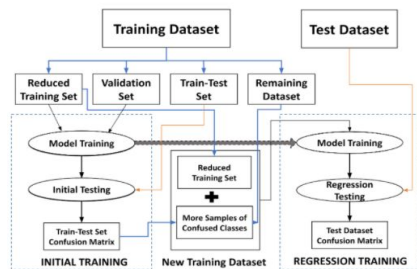 Training Dataset
Test Dataset
Reduced
Training Set
Validation
Set
Train-Test
Set
Remaining
Dataset
Model Training
Initial Testing
Train-Test Set
Confusion Matrix
INITIAL TRAINING
Reduced
Training Set
+
More Samples of
Confused Classes
New Training Dataset
Model Training
Regression
Testing
Test Dataset
Confusion Matrix
REGRESSION TRAINING